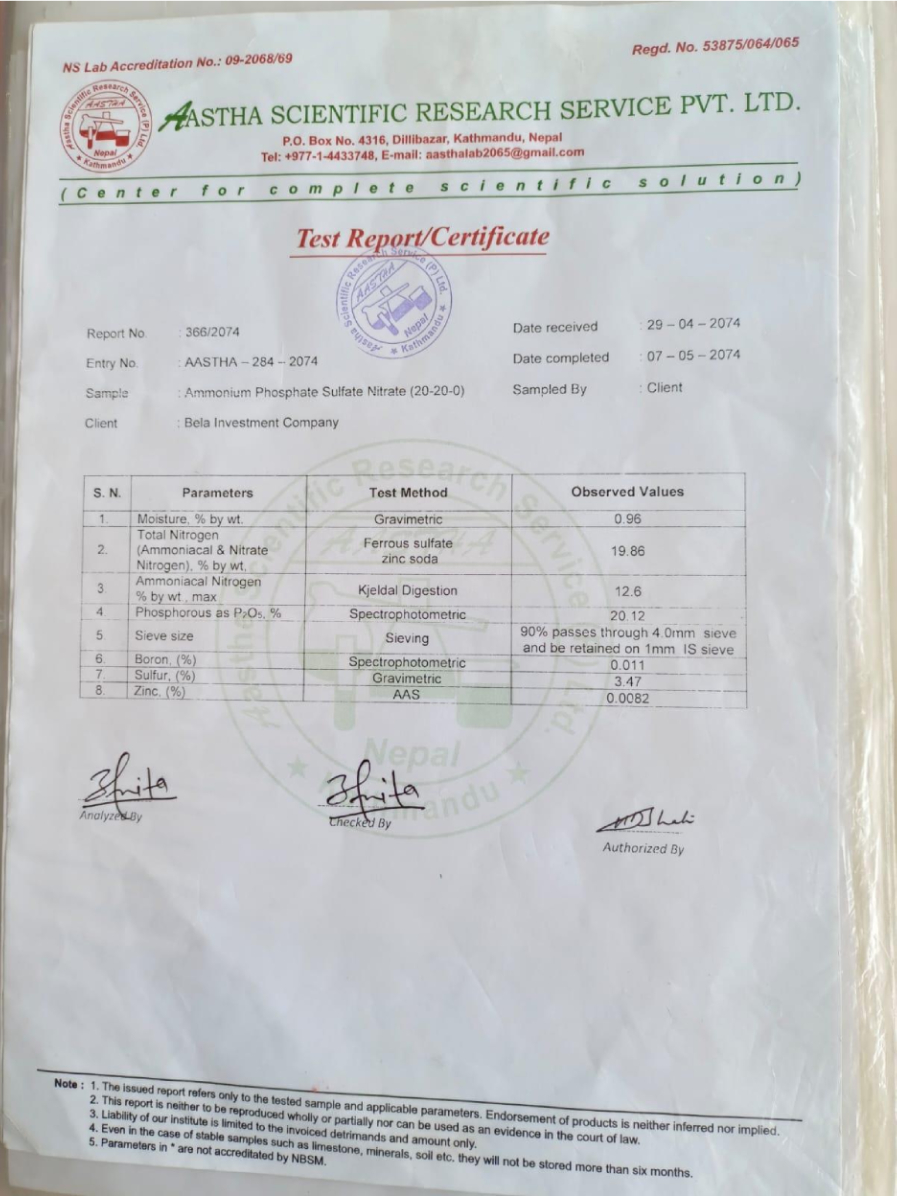 NS Lab Accreditation No.: 09-2068/69
Regd. No. 53875/064/065
AASTHA SCIENTIFIC RESEARCH SERVICE PVT. LTD.
P.O. Box No. 4316, Dillibazar, Kathmandu, Nepal
Tel: +977-1-4433748, E-mail: aasthalab2065@gmail.com
(Center for complete scientific solution)
Test Report/Certificate
Report No. : 366/2074
Date received : 29 – 04 – 2074
Entry No. : AASTHA – 284 – 2074
Date completed : 07 – 05 – 2074
Sample : Ammonium Phosphate Sulfate Nitrate (20-20-0)
Sampled By : Client
Client : Bela Investment Company
S. N. Parameters Test Method Observed Values
1. Moisture, % by wt. Gravimetric 0.96
2. Total Nitrogen (Ammoniacal & Nitrate Nitrogen), % by wt. Ferrous sulfate zinc soda 19.86
3. Ammoniacal Nitrogen % by wt., max Kjeldal Digestion 12.6
4. Phosphorous as P₂O₅, % Spectrophotometric 20.12
5. Sieve size Sieving 90% passes through 4.0mm sieve and be retained on 1mm IS sieve
6. Boron, (%) Spectrophotometric 0.011
7. Sulfur, (%) Gravimetric 3.47
8. Zinc, (%) AAS 0.0082
Analyzed By
Checked By
Authorized By
Note : 1. The issued report refers only to the tested sample and applicable parameters. Endorsement of products is neither inferred nor implied.
2. This report is neither to be reproduced wholly or partially nor can be used as an evidence in the court of law.
3. Liability of our institute is limited to the invoiced detrimands and amount only.
4. Even in the case of stable samples such as limestone, minerals, soil etc. they will not be stored more than six months.
5. Parameters in * are not accreditated by NBSM.
Aastha Scientific Research Service (P) Ltd.
AASTHA
Nepal
Kathmandu